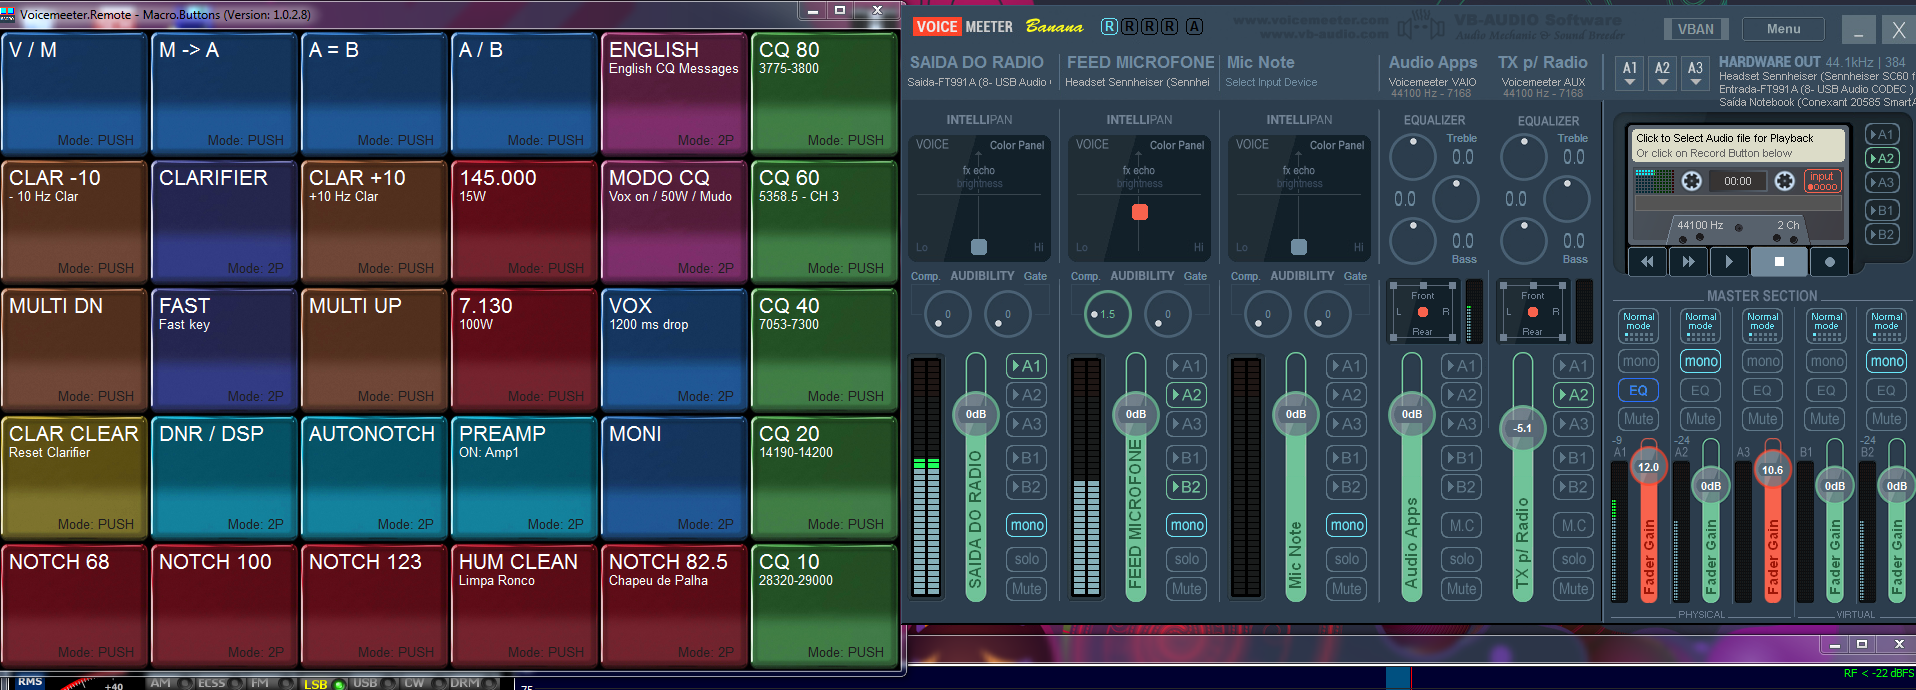 Voicemeeter.Remote - Macro.Buttons (Version: 1.0.2.8)
V / M
Mode: PUSH
M -> A
Mode: PUSH
A = B
Mode: PUSH
A / B
Mode: PUSH
ENGLISH
English CQ Messages
Mode: 2P
CQ 80
3775-3800
Mode: PUSH
CLAR -10
- 10 Hz Clar
Mode: PUSH
CLARIFIER
Mode: 2P
CLAR +10
+10 Hz Clar
Mode: PUSH
145.000
15W
Mode: PUSH
MODO CQ
Vox on / 50W / Mudo
Mode: 2P
CQ 60
5358.5 - CH 3
Mode: PUSH
MULTI DN
Mode: PUSH
FAST
Fast key
Mode: 2P
MULTI UP
Mode: PUSH
7.130
100W
Mode: PUSH
VOX
1200 ms drop
Mode: 2P
CQ 40
7053-7300
Mode: PUSH
CLAR CLEAR
Reset Clarifier
Mode: PUSH
DNR / DSP
Mode: 2P
AUTONOTCH
Mode: 2P
PREAMP
ON: Amp1
Mode: 2P
MONI
Mode: 2P
CQ 20
14190-14200
Mode: PUSH
NOTCH 68
Mode: PUSH
NOTCH 100
Mode: 2P
NOTCH 123
Mode: PUSH
HUM CLEAN
Limpa Ronco
Mode: PUSH
NOTCH 82.5
Chapeu de Palha
Mode: 2P
CQ 10
28320-29000
Mode: PUSH
RMS
+40
AM
ECSS
FM
LSB
USB
CW
DRM
-75
VOICE MEETER Banana R R R R A
www.voicemeeter.com
www.vb-audio.com
VB-AUDIO Software
Audio Mechanic & Sound Breeder
VBAN
Menu
SAIDA DO RADIO
Saida-FT991A (8- USB Audio
FEED MICROFONE
Headset Sennheiser (Sennhei
Mic Note
Select Input Device
Audio Apps
Voicemeeter VAIO
44100 Hz - 7168
TX p/ Radio
Voicemeeter AUX
44100 Hz - 7168
A1
A2
A3
HARDWARE OUT 44.1kHz | 384
Headset Sennheiser (Sennheiser SC60 f
Entrada-FT991A (8- USB Audio CODEC )
Saída Notebook (Conexant 20585 SmartA
INTELLIPAN
VOICE
Color Panel
fx echo
brightness
Lo
Hi
Comp. AUDIBILITY Gate
0
0
SAIDA DO RADIO
0dB
A1
A2
A3
B1
B2
mono
solo
Mute
INTELLIPAN
VOICE
Color Panel
fx echo
brightness
Lo
Hi
Comp. AUDIBILITY Gate
1.5
0
FEED MICROFONE
0dB
A1
A2
A3
B1
B2
mono
solo
Mute
INTELLIPAN
VOICE
Color Panel
fx echo
brightness
Lo
Hi
Comp. AUDIBILITY Gate
0
0
Mic Note
0dB
A1
A2
A3
B1
B2
mono
solo
Mute
EQUALIZER
Treble
0.0
0.0
0.0
Bass
Front
L
R
Rear
Audio Apps
0dB
A1
A2
A3
B1
B2
M.C
solo
Mute
EQUALIZER
Treble
0.0
0.0
0.0
Bass
Front
L
R
Rear
TX p/ Radio
-5.1
A1
A2
A3
B1
B2
M.C
solo
Mute
Click to Select Audio file for Playback
Or click on Record Button below
00:00
input
44100 Hz
2 Ch
A1
A2
A3
B1
B2
MASTER SECTION
Normal mode
Normal mode
Normal mode
Normal mode
Normal mode
mono
mono
mono
mono
mono
EQ
EQ
EQ
EQ
EQ
Mute
Mute
Mute
Mute
Mute
-9
A1
12.0
Fader Gain
-24
A2
0dB
Fader Gain
A3
10.6
Fader Gain
B1
0dB
Fader Gain
-24
B2
0dB
Fader Gain
PHYSICAL
VIRTUAL
RF < -22 dBFS